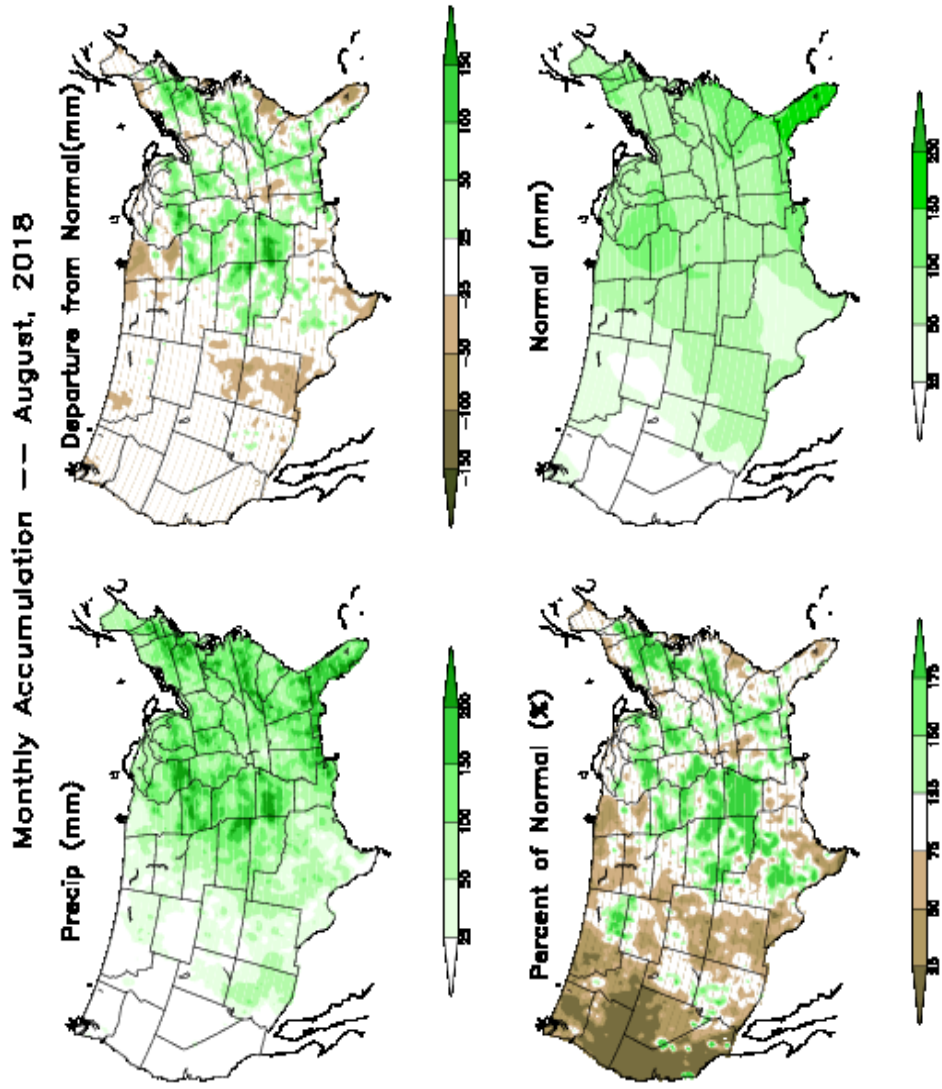 Monthly Accumulation -- August, 2018
Precip (mm)
Departure from Normal(mm)
25 50 100 150 200
-150 -100 -50 -25 25 50 100 150
Percent of Normal (%)
Normal (mm)
25 50 75 125 150 175
25 50 100 150 200